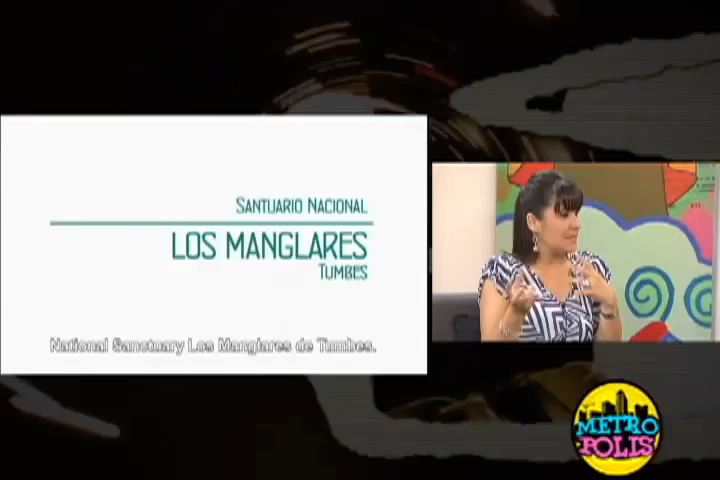 SANTUARIO NACIONAL
LOS MANGLARES
TUMBES
National Sanctuary Los Manglares de Tumbes.
METRO
POLIS